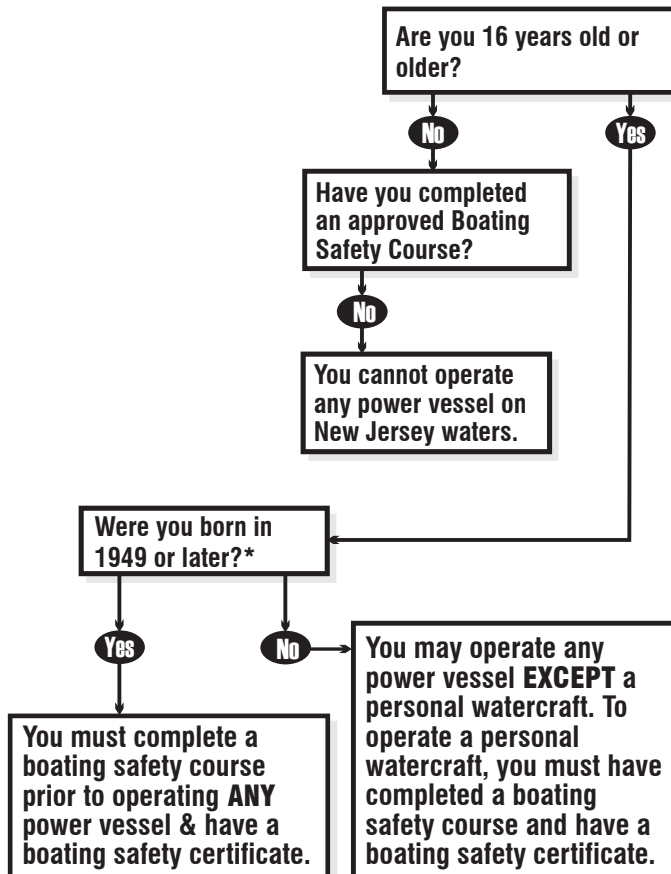 Are you 16 years old or
older?
No
Yes
Have you completed
an approved Boating
Safety Course?
No
You cannot operate
any power vessel on
New Jersey waters.
Were you born in
1949 or later?*
Yes
No
You may operate any
power vessel EXCEPT a
personal watercraft. To
operate a personal
watercraft, you must have
completed a boating
safety course and have a
boating safety certificate.
You must complete a
boating safety course
prior to operating ANY
power vessel & have a
boating safety certificate.